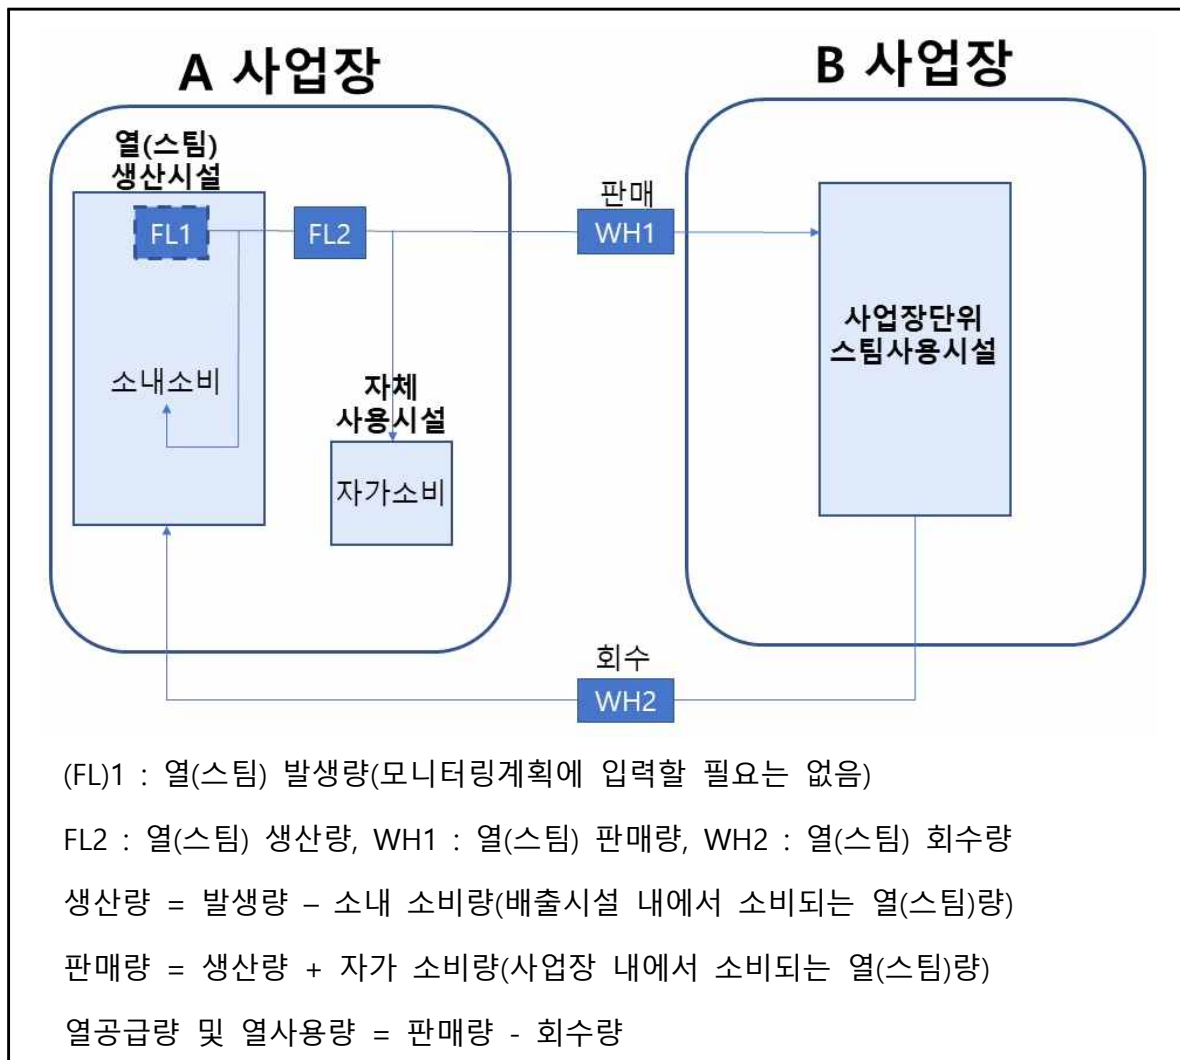 A 사업장
B 사업장
열(스팀)
생산시설
FL1
FL2
판매
WH1
소내소비
자체
사용시설
자가소비
사업장단위
스팀사용시설
회수
WH2
(FL)1 : 열(스팀) 발생량(모니터링계획에 입력할 필요는 없음)
FL2 : 열(스팀) 생산량, WH1 : 열(스팀) 판매량, WH2 : 열(스팀) 회수량
생산량 = 발생량 – 소내 소비량(배출시설 내에서 소비되는 열(스팀)량)
판매량 = 생산량 + 자가 소비량(사업장 내에서 소비되는 열(스팀)량)
열공급량 및 열사용량 = 판매량 - 회수량